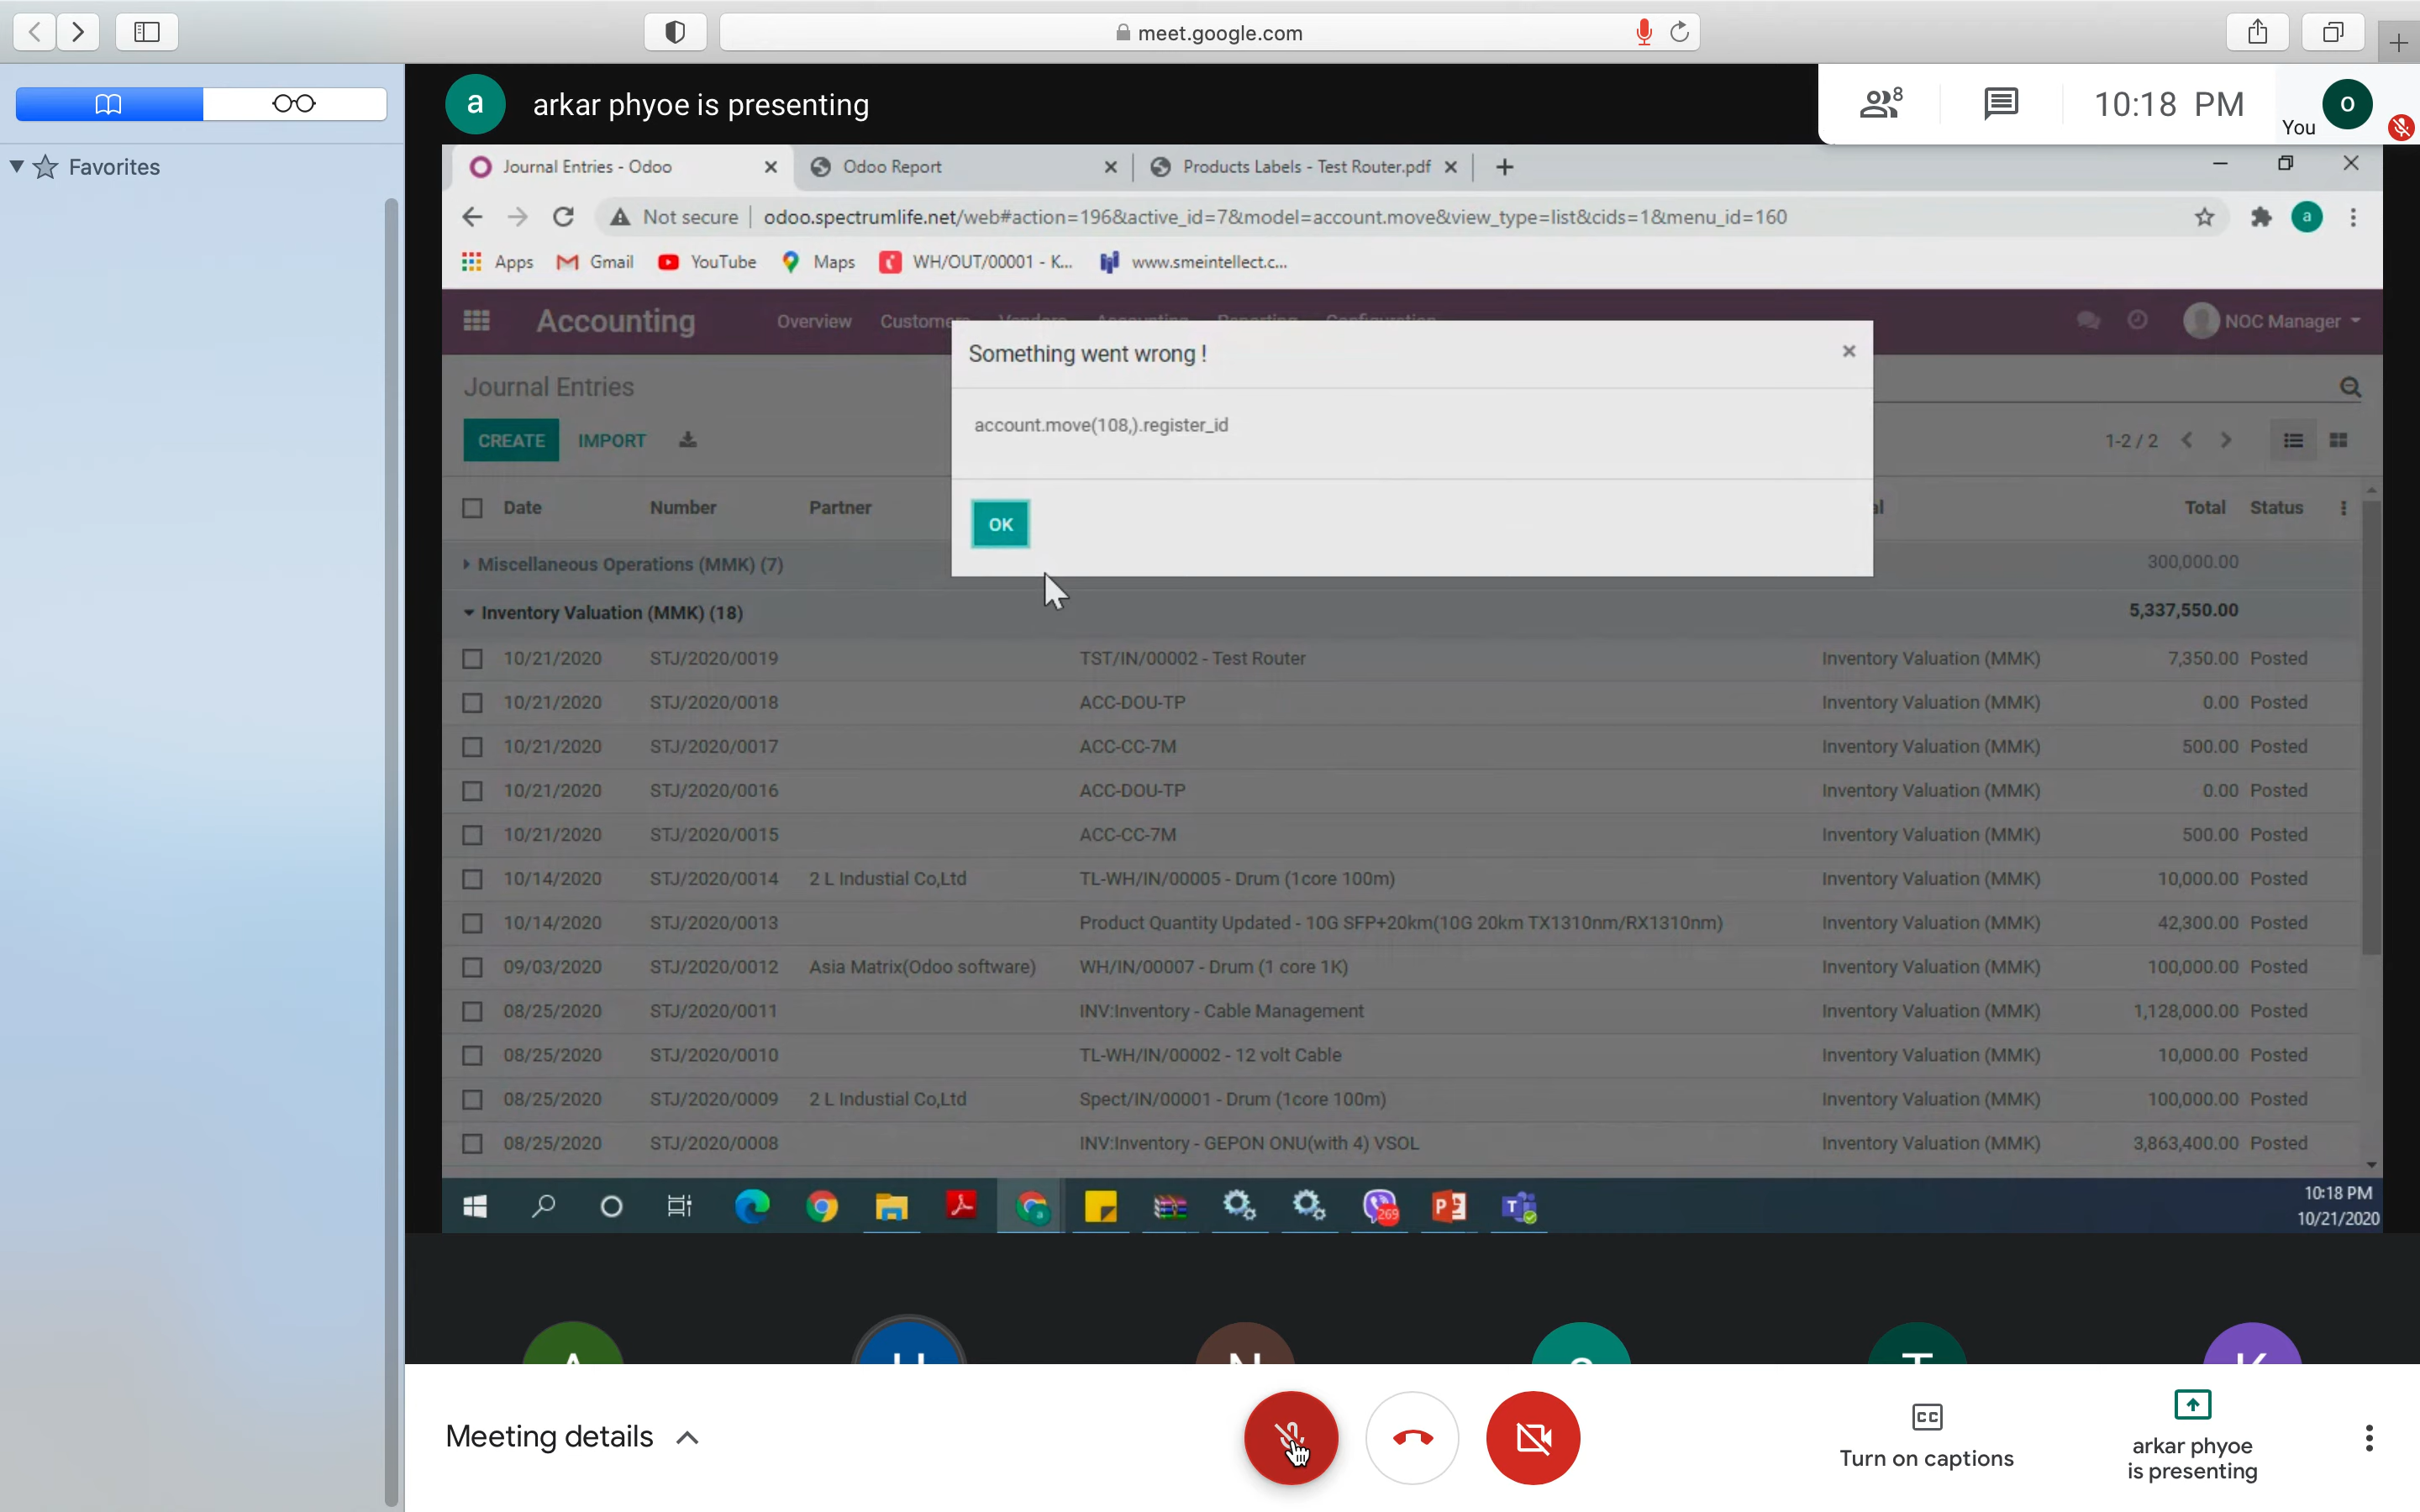 meet.google.com
Favorites
a arkar phyoe is presenting
8
10:18 PM
You
o
Journal Entries - Odoo
Odoo Report
Products Labels - Test Router.pdf
Not secure odoo.spectrumlife.net/web#action=196&active_id=7&model=account.move&view_type=list&cids=1&menu_id=160
a
Apps Gmail YouTube Maps WH/OUT/00001 - K... www.smeintellect.c...
Accounting Overview Customers Vendors Accounting Reporting Configuration NOC Manager
Journal Entries
CREATE IMPORT
1-2 / 2
Something went wrong !
account.move(108,).register_id
OK
Date Number Partner al Total Status
Miscellaneous Operations (MMK) (7) 300,000.00
Inventory Valuation (MMK) (18) 5,337,550.00
10/21/2020 STJ/2020/0019 TST/IN/00002 - Test Router Inventory Valuation (MMK) 7,350.00 Posted
10/21/2020 STJ/2020/0018 ACC-DOU-TP Inventory Valuation (MMK) 0.00 Posted
10/21/2020 STJ/2020/0017 ACC-CC-7M Inventory Valuation (MMK) 500.00 Posted
10/21/2020 STJ/2020/0016 ACC-DOU-TP Inventory Valuation (MMK) 0.00 Posted
10/21/2020 STJ/2020/0015 ACC-CC-7M Inventory Valuation (MMK) 500.00 Posted
10/14/2020 STJ/2020/0014 2 L Industial Co,Ltd TL-WH/IN/00005 - Drum (1core 100m) Inventory Valuation (MMK) 10,000.00 Posted
10/14/2020 STJ/2020/0013 Product Quantity Updated - 10G SFP+20km(10G 20km TX1310nm/RX1310nm) Inventory Valuation (MMK) 42,300.00 Posted
09/03/2020 STJ/2020/0012 Asia Matrix(Odoo software) WH/IN/00007 - Drum (1 core 1K) Inventory Valuation (MMK) 100,000.00 Posted
08/25/2020 STJ/2020/0011 INV:Inventory - Cable Management Inventory Valuation (MMK) 1,128,000.00 Posted
08/25/2020 STJ/2020/0010 TL-WH/IN/00002 - 12 volt Cable Inventory Valuation (MMK) 10,000.00 Posted
08/25/2020 STJ/2020/0009 2 L Industial Co,Ltd Spect/IN/00001 - Drum (1core 100m) Inventory Valuation (MMK) 100,000.00 Posted
08/25/2020 STJ/2020/0008 INV:Inventory - GEPON ONU(with 4) VSOL Inventory Valuation (MMK) 3,863,400.00 Posted
269
10:18 PM
10/21/2020
Meeting details
Turn on captions
arkar phyoe
is presenting